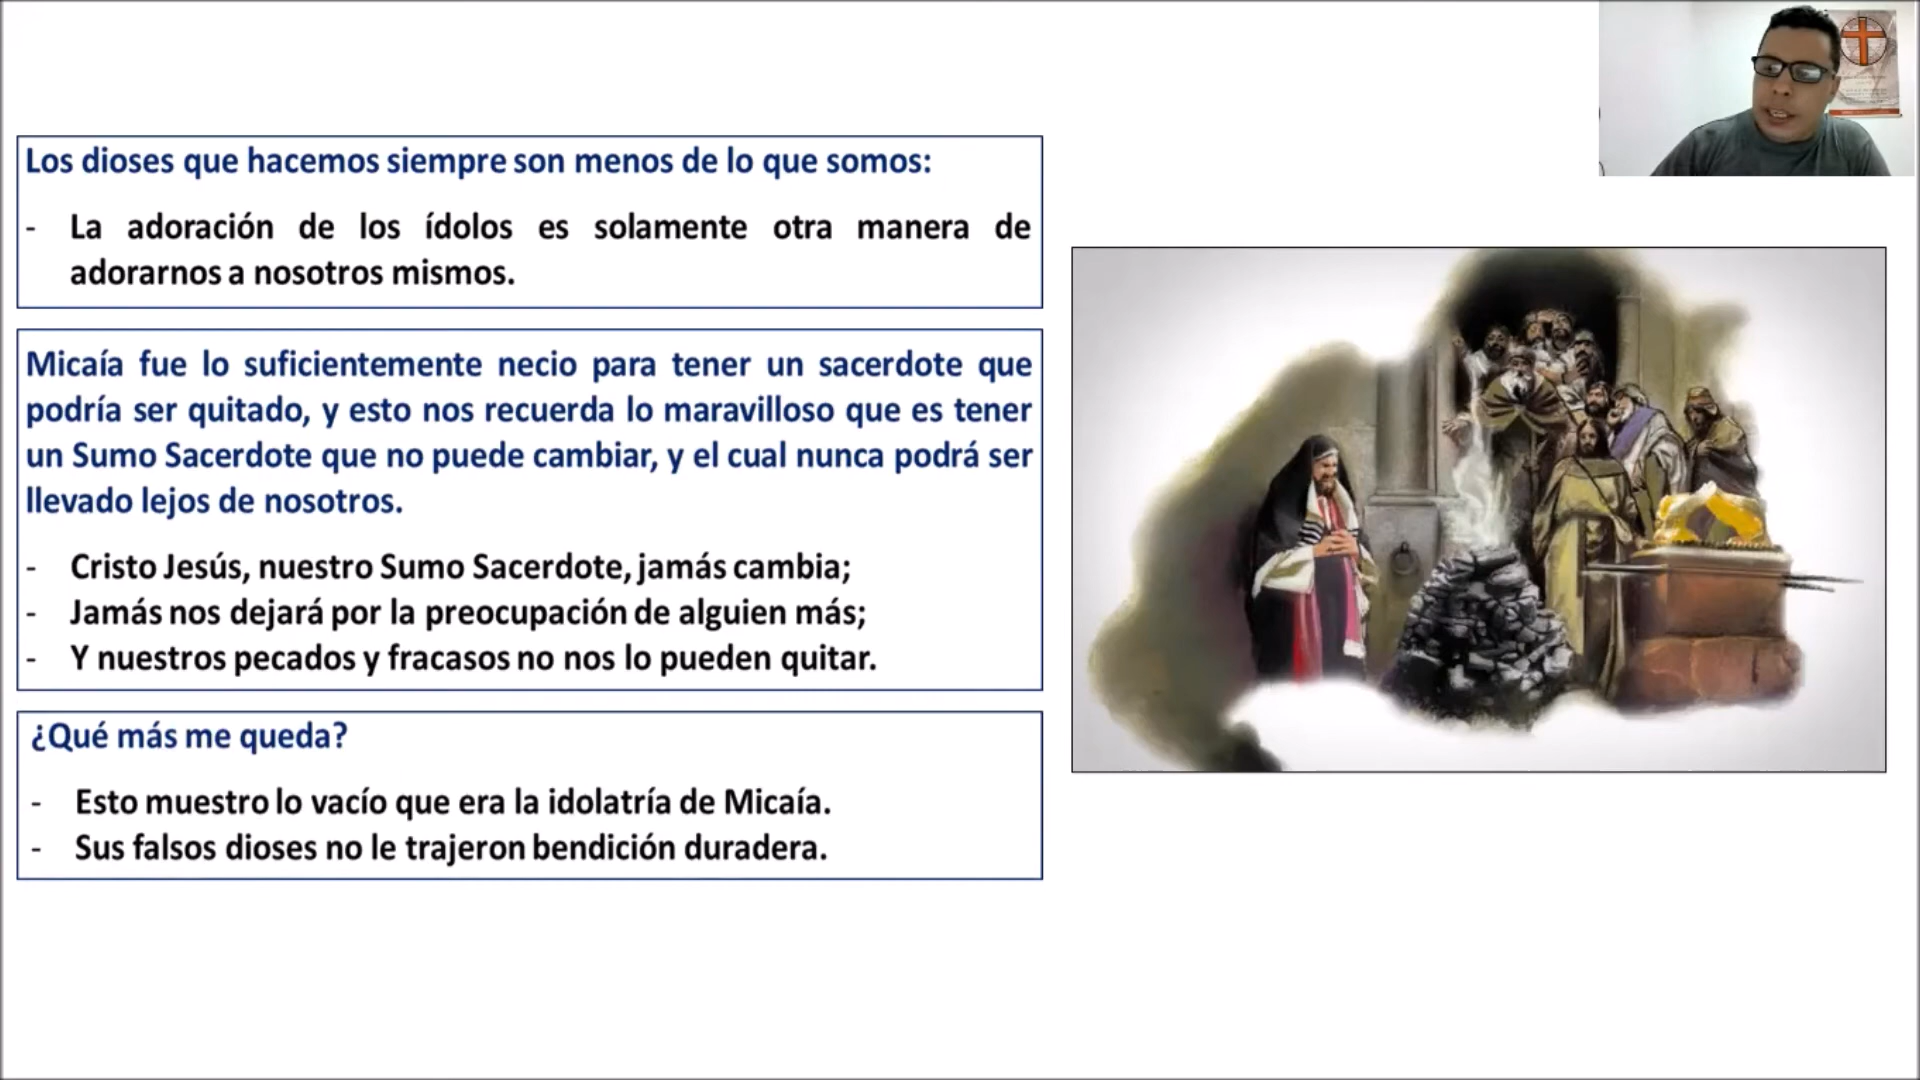 Los dioses que hacemos siempre son menos de lo que somos:
- La adoración de los ídolos es solamente otra manera de
adorarnos a nosotros mismos.
Micaía fue lo suficientemente necio para tener un sacerdote que
podría ser quitado, y esto nos recuerda lo maravilloso que es tener
un Sumo Sacerdote que no puede cambiar, y el cual nunca podrá ser
llevado lejos de nosotros.
- Cristo Jesús, nuestro Sumo Sacerdote, jamás cambia;
- Jamás nos dejará por la preocupación de alguien más;
- Y nuestros pecados y fracasos no nos lo pueden quitar.
¿Qué más me queda?
- Esto muestro lo vacío que era la idolatría de Micaía.
- Sus falsos dioses no le trajeron bendición duradera.